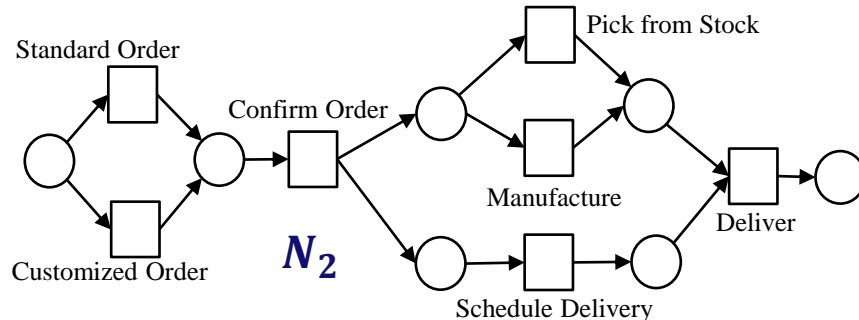 Pick from Stock
Standard Order
Confirm Order
Manufacture
Deliver
Customized Order
N₂
Schedule Delivery